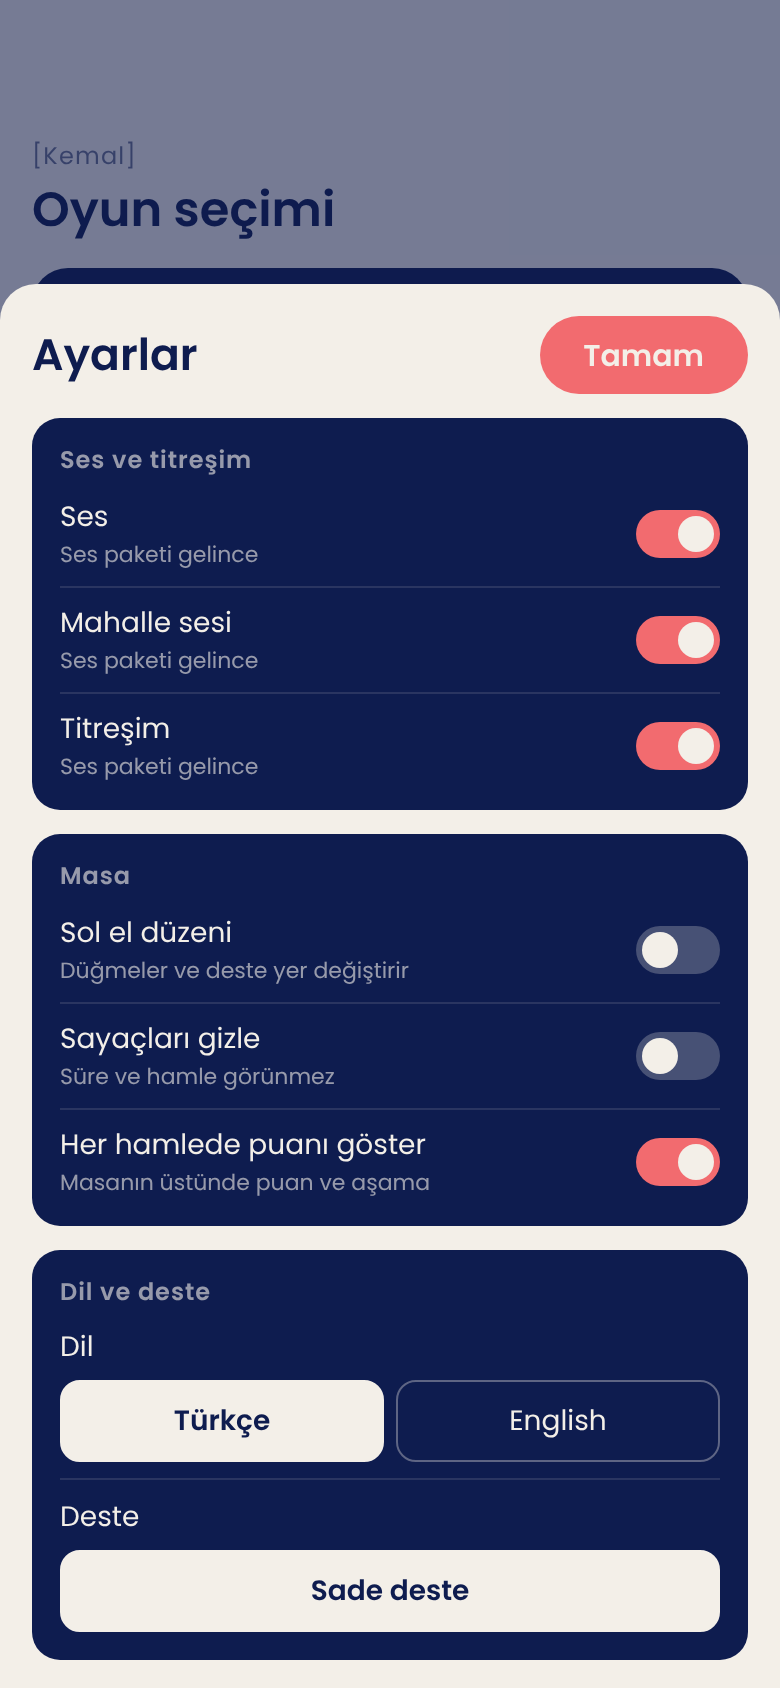 [Kemal]
Oyun seçimi
Ayarlar
Tamam
Ses ve titreşim
Ses
Ses paketi gelince
Mahalle sesi
Ses paketi gelince
Titreşim
Ses paketi gelince
Masa
Sol el düzeni
Düğmeler ve deste yer değiştirir
Sayaçları gizle
Süre ve hamle görünmez
Her hamlede puanı göster
Masanın üstünde puan ve aşama
Dil ve deste
Dil
Türkçe
English
Deste
Sade deste